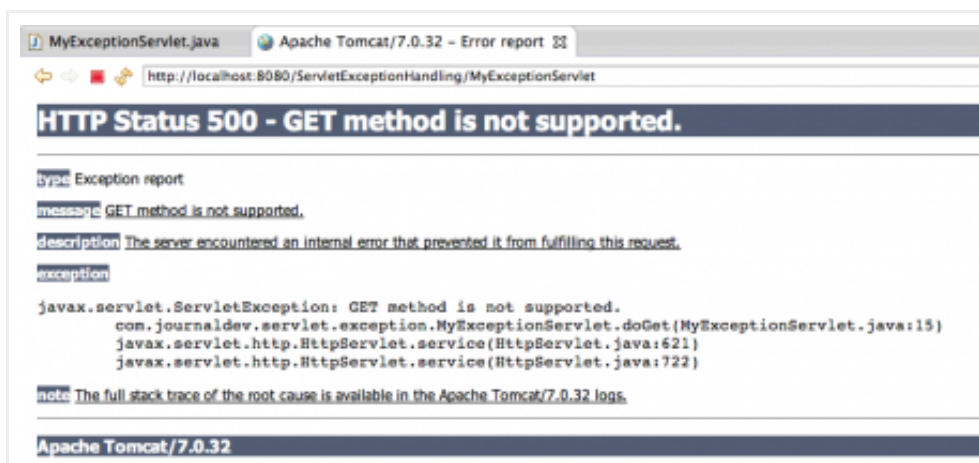 MyExceptionServlet.java Apache Tomcat/7.0.32 – Error report
http://localhost:8080/ServletExceptionHandling/MyExceptionServlet
HTTP Status 500 - GET method is not supported.
type Exception report
message GET method is not supported.
description The server encountered an internal error that prevented it from fulfilling this request.
exception
javax.servlet.ServletException: GET method is not supported.
com.journaldev.servlet.exception.MyExceptionServlet.doGet(MyExceptionServlet.java:15)
javax.servlet.http.HttpServlet.service(HttpServlet.java:621)
javax.servlet.http.HttpServlet.service(HttpServlet.java:722)
note The full stack trace of the root cause is available in the Apache Tomcat/7.0.32 logs.
Apache Tomcat/7.0.32